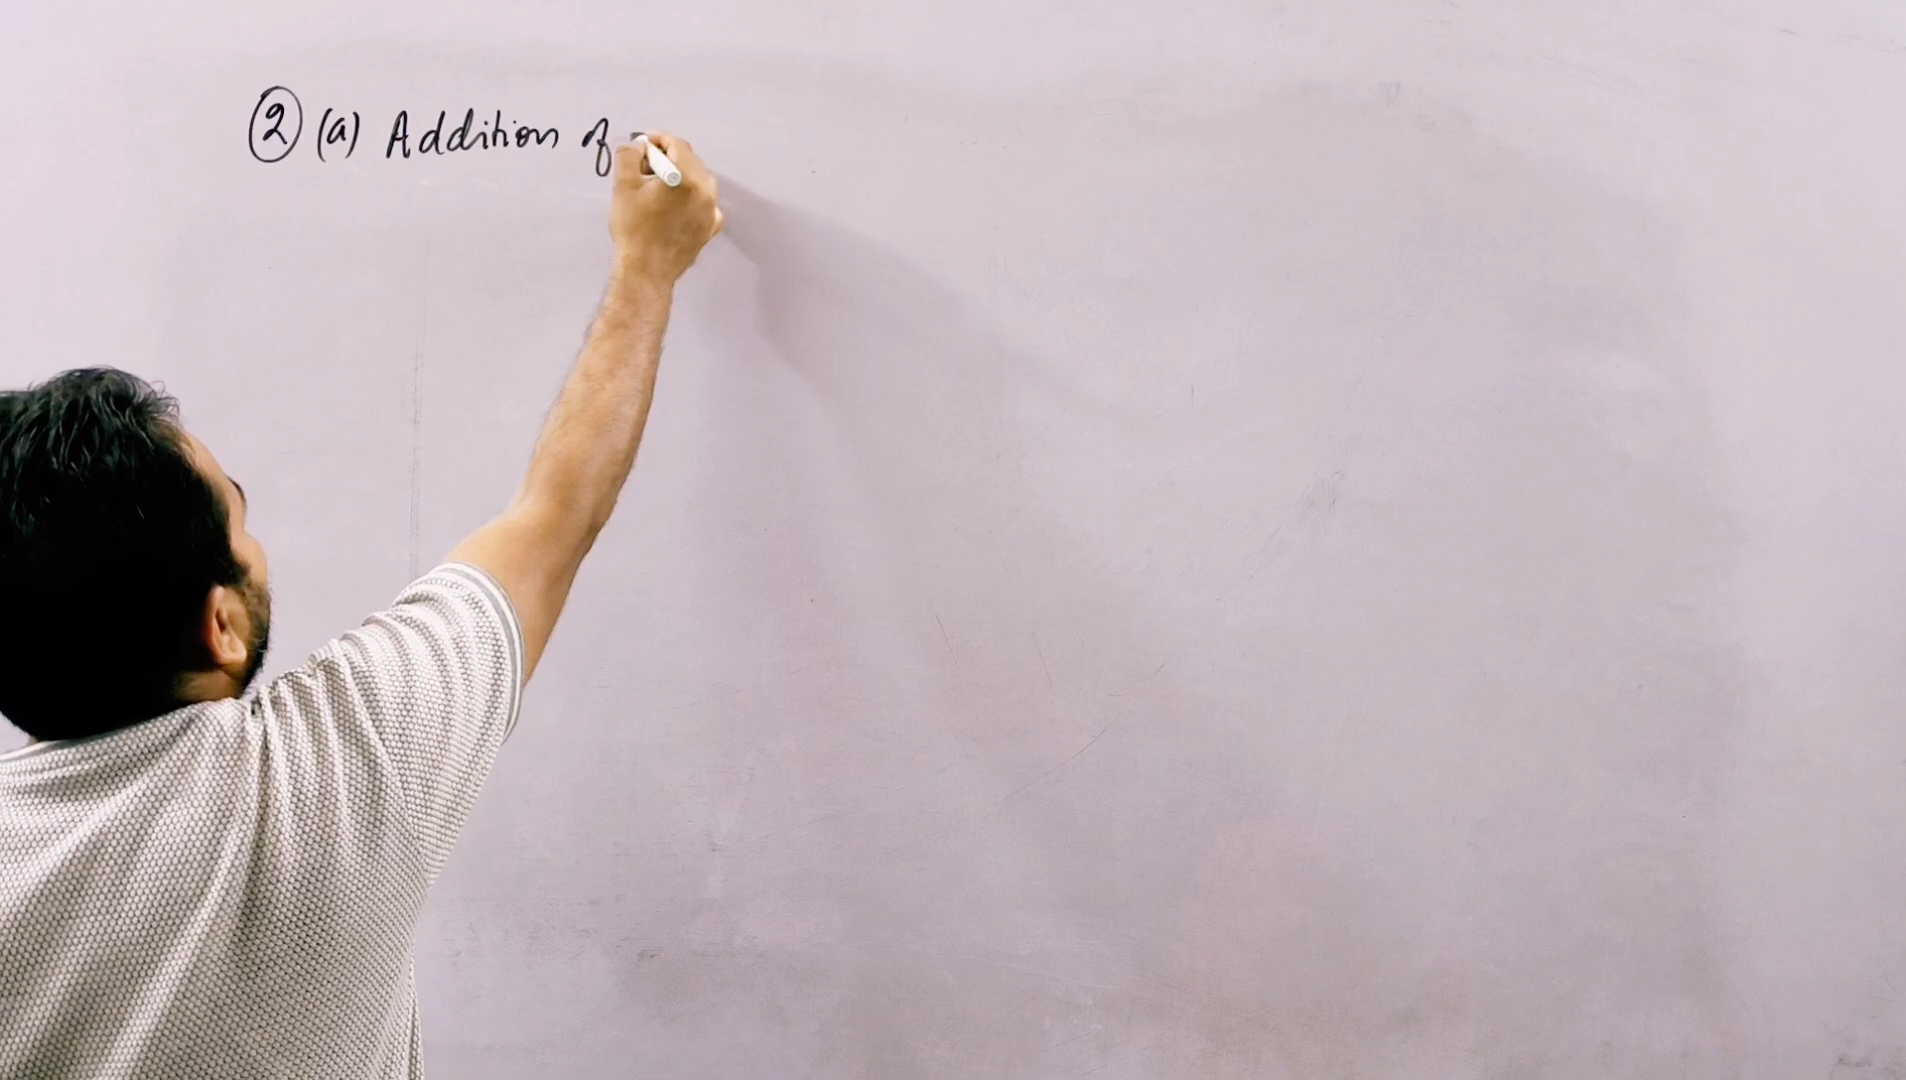 ② (a) Addition of